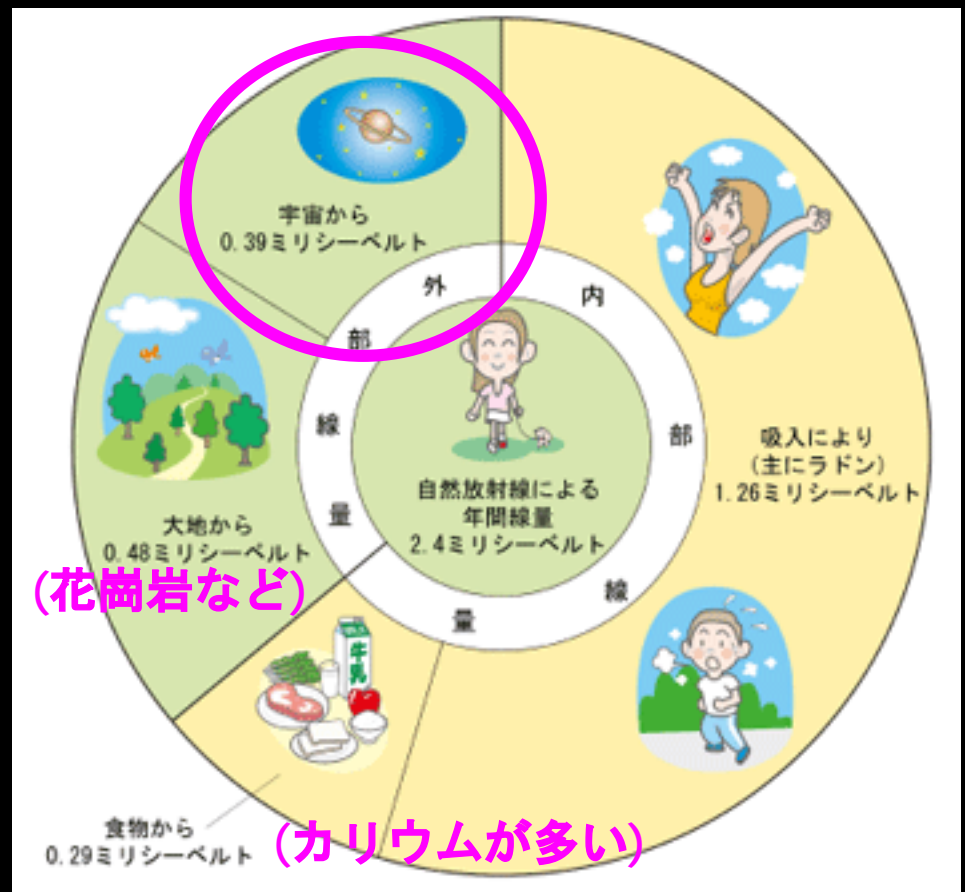 宇宙から
0.39ミリシーベルト
外部線量
内部線量
大地から
0.48ミリシーベルト
(花崗岩など)
自然放射線による
年間線量
2.4ミリシーベルト
吸入により
(主にラドン)
1.26ミリシーベルト
牛乳
食物から
0.29ミリシーベルト
(カリウムが多い)